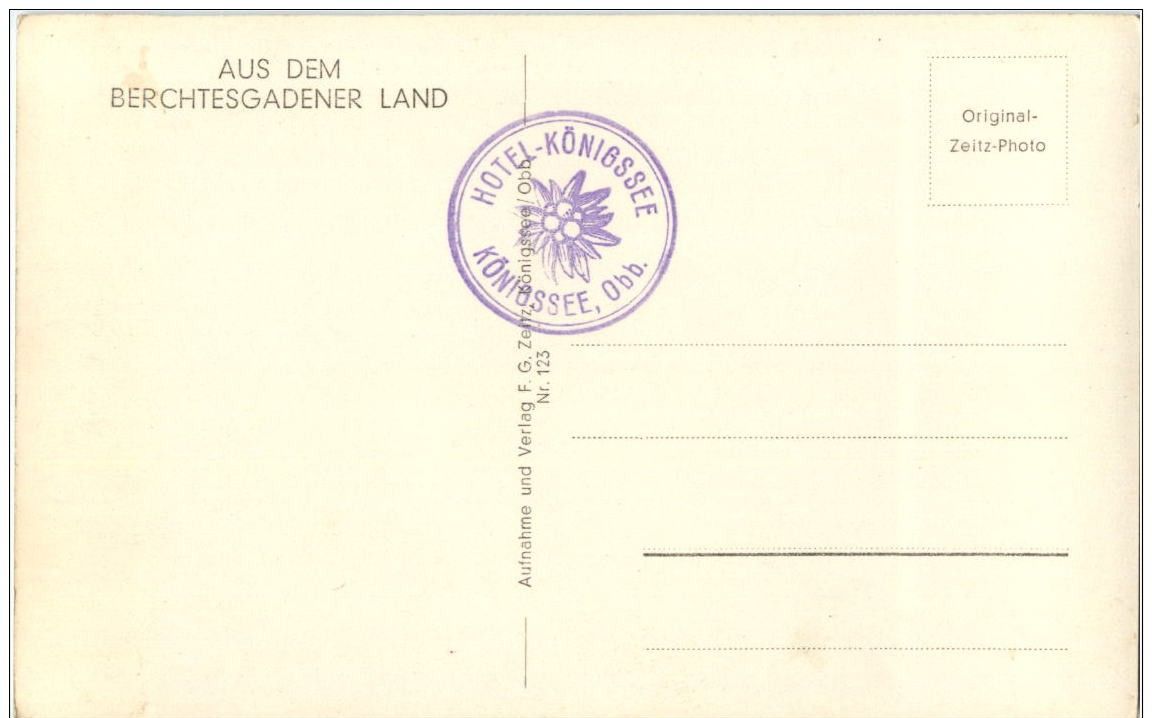 AUS DEM
BERCHTESGADENER LAND
HOTEL-KÖNIGSSEE
KÖNIGSSEE, Obb.
Aufnahme und Verlag F. G. Zeitz, Königssee/Obb.
Nr. 123
Original-
Zeitz-Photo